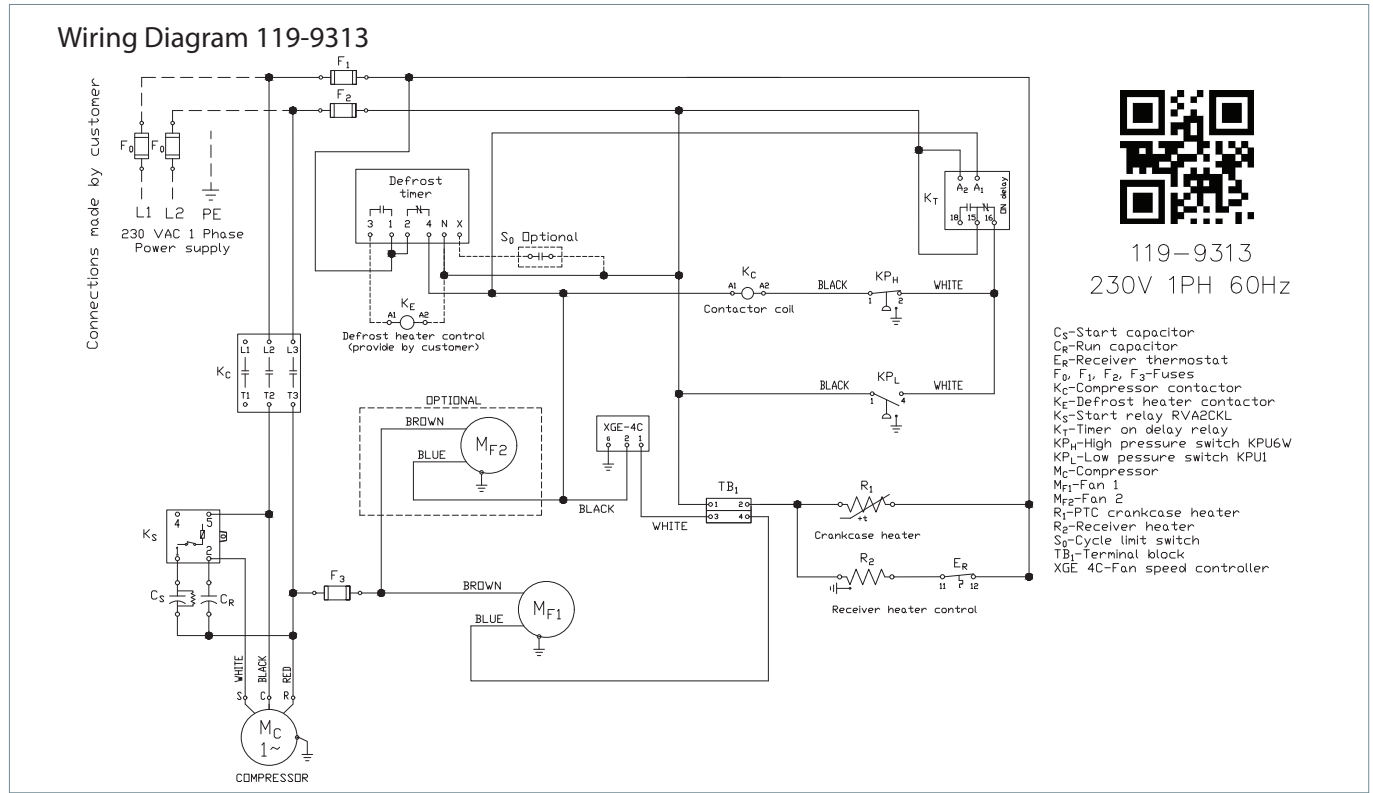 Wiring Diagram 119-9313
Connections made by customer
F1
F2
F0 F0
L1 L2 PE
230 VAC 1 Phase
Power supply
Defrost
timer
3 1 2 4 N X
S0 Optional
KE
A1 A2
Defrost heater control
(provide by customer)
KT
A2 A1
ON delay
18 15 16
KC
A1 A2
Contactor coil
BLACK
KPH
1 2
WHITE
BLACK
KPL
1 4
WHITE
KC
L1 L2 L3
T1 T2 T3
OPTIONAL
BROWN
BLUE
MF2
XGE-4C
6 2 1
BLACK
WHITE
TB1
1 2
3 4
R1
+t
Crankcase heater
R2
ER
11 12
Receiver heater control
KS
4 5
1 2
CS CR
F3
BROWN
BLUE
MF1
WHITE
BLACK
RED
S C R
MC
1~
COMPRESSOR
119-9313
230V 1PH 60Hz
CS-Start capacitor
CR-Run capacitor
ER-Receiver thermostat
F0, F1, F2, F3-Fuses
KC-Compressor contactor
KE-Defrost heater contactor
KS-Start relay RVA2CKL
KT-Timer on delay relay
KPH-High pressure switch KPU6W
KPL-Low pessure switch KPU1
MC-Compressor
MF1-Fan 1
MF2-Fan 2
R1-PTC crankcase heater
R2-Receiver heater
S0-Cycle limit switch
TB1-Terminal block
XGE 4C-Fan speed controller